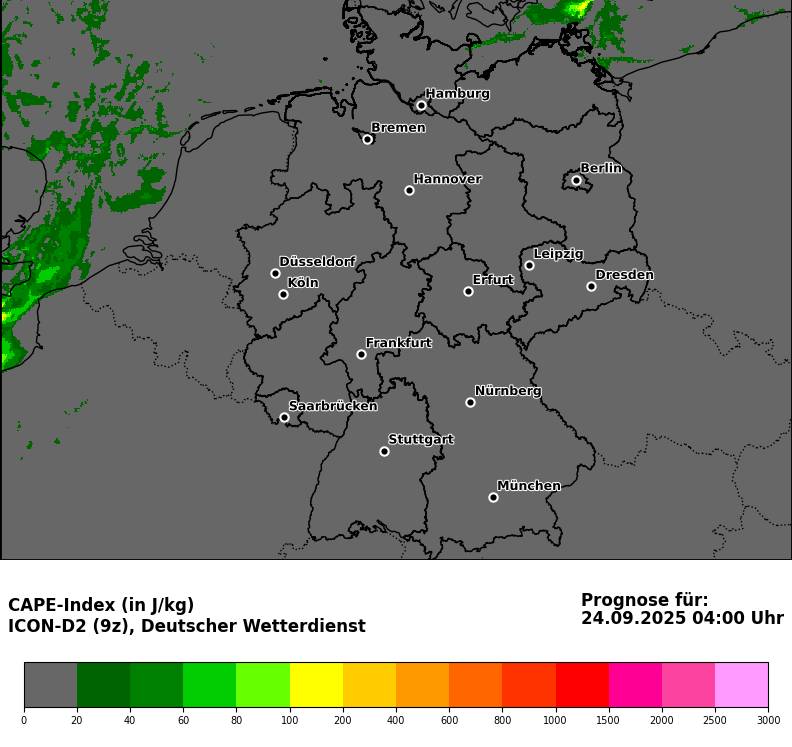 Hamburg
Bremen
Berlin
Hannover
Leipzig
Düsseldorf
Dresden
Erfurt
Köln
Frankfurt
Nürnberg
Saarbrücken
Stuttgart
München
CAPE-Index (in J/kg)
ICON-D2 (9z), Deutscher Wetterdienst
Prognose für:
24.09.2025 04:00 Uhr
0 20 40 60 80 100 200 400 600 800 1000 1500 2000 2500 3000